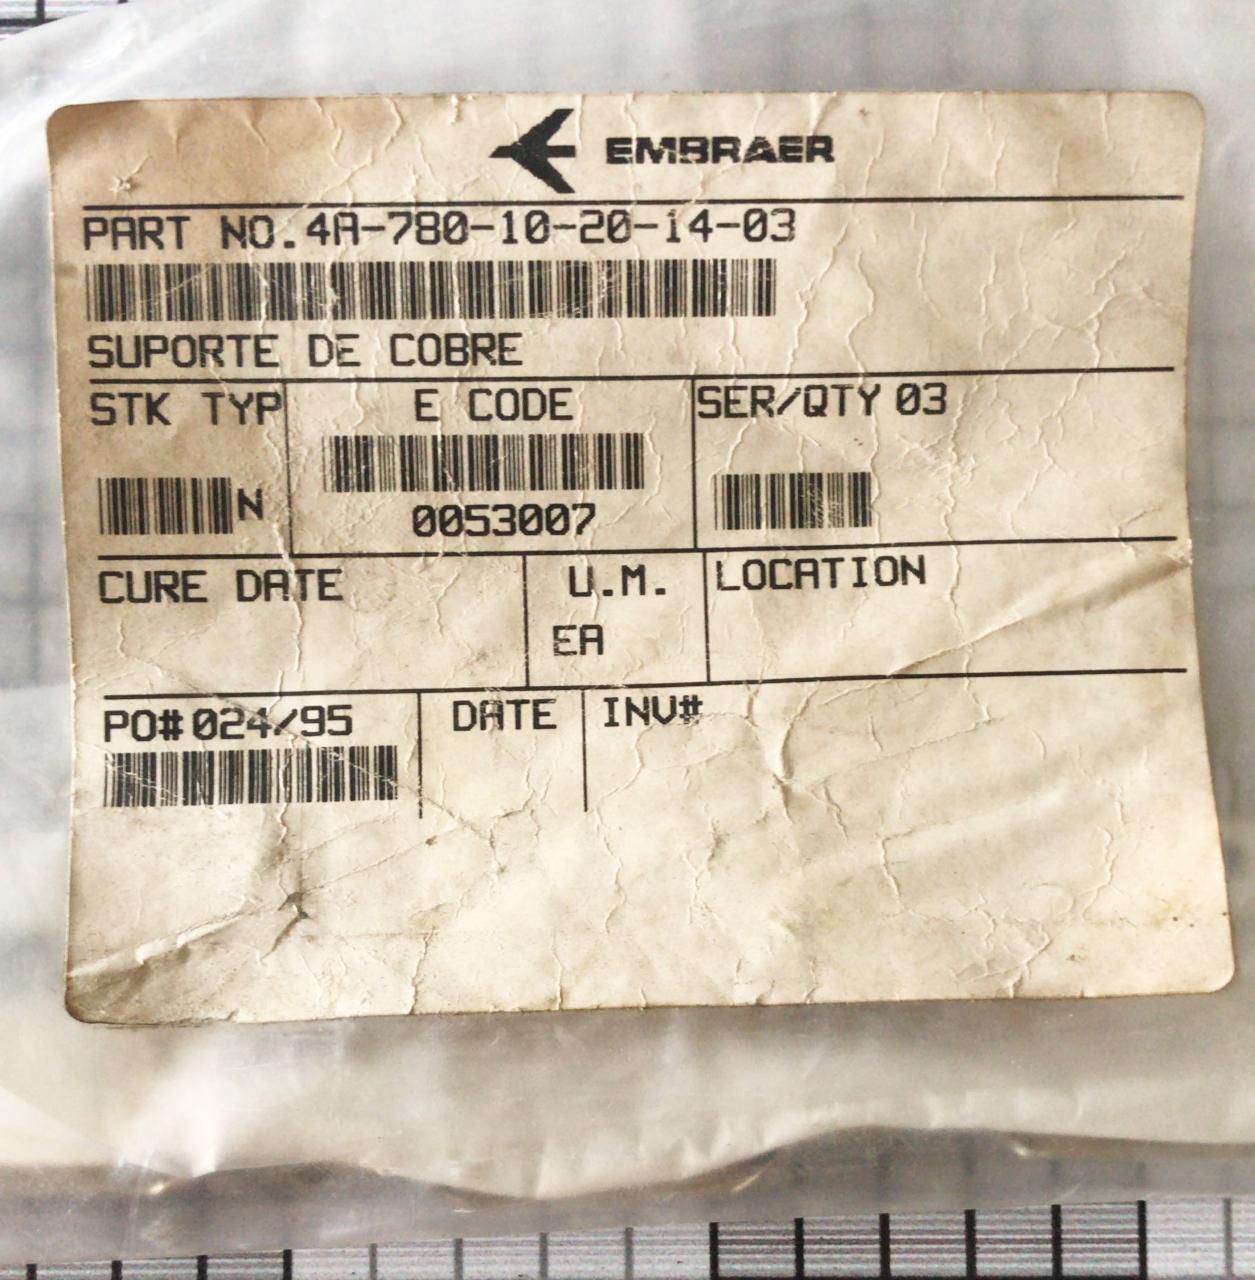 EMBRAER
PART NO.4A-780-10-20-14-03
SUPORTE DE COBRE
STK TYP
E CODE
SER/QTY 03
N
0053007
CURE DATE
U.M.
LOCATION
EA
PO# 024/95
DATE
INV#